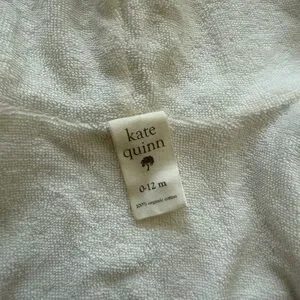 kate
quinn
0-12 m
100% organic cotton